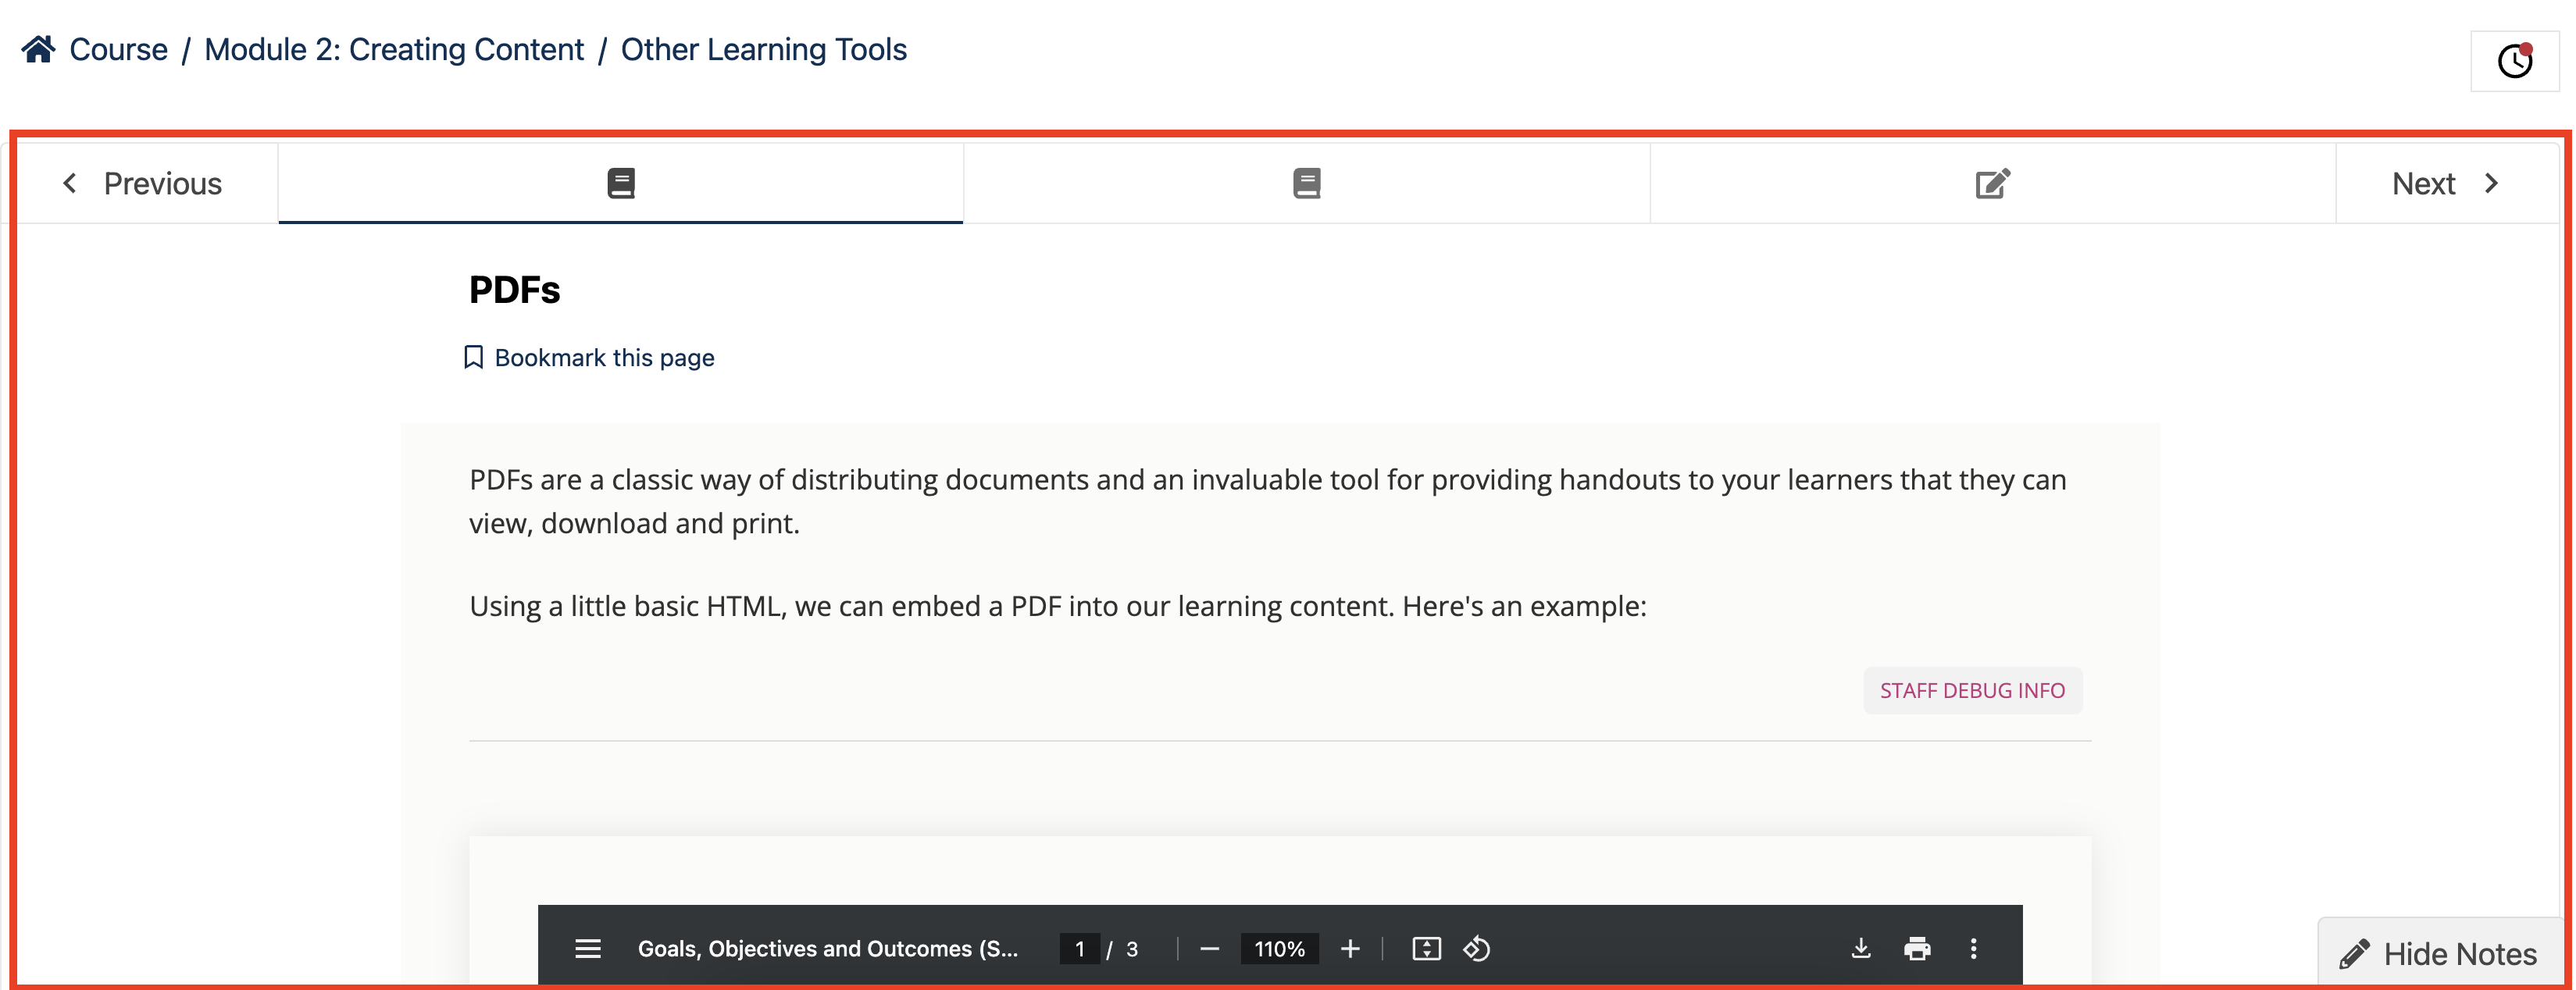 Course / Module 2: Creating Content / Other Learning Tools
Previous
Next
PDFs
Bookmark this page
PDFs are a classic way of distributing documents and an invaluable tool for providing handouts to your learners that they can
view, download and print.
Using a little basic HTML, we can embed a PDF into our learning content. Here's an example:
STAFF DEBUG INFO
Goals, Objectives and Outcomes (S... 1 / 3 110%
Hide Notes